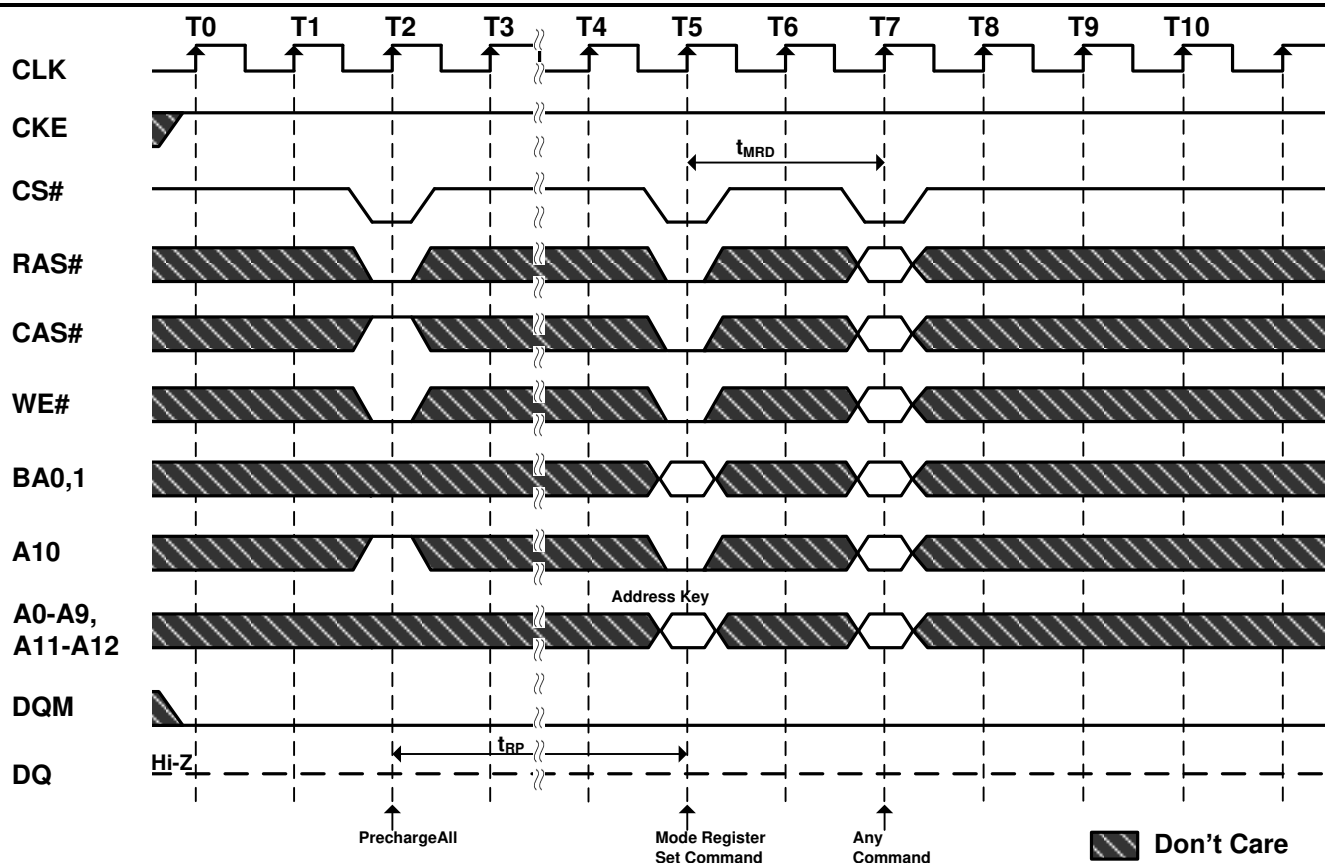 T0 T1 T2 T3 T4 T5 T6 T7 T8 T9 T10
CLK
CKE
tMRD
CS#
RAS#
CAS#
WE#
BA0,1
A10
Address Key
A0-A9,
A11-A12
DQM
tRP
Hi-Z
DQ
PrechargeAll
Mode Register
Set Command
Any
Command
Don't Care